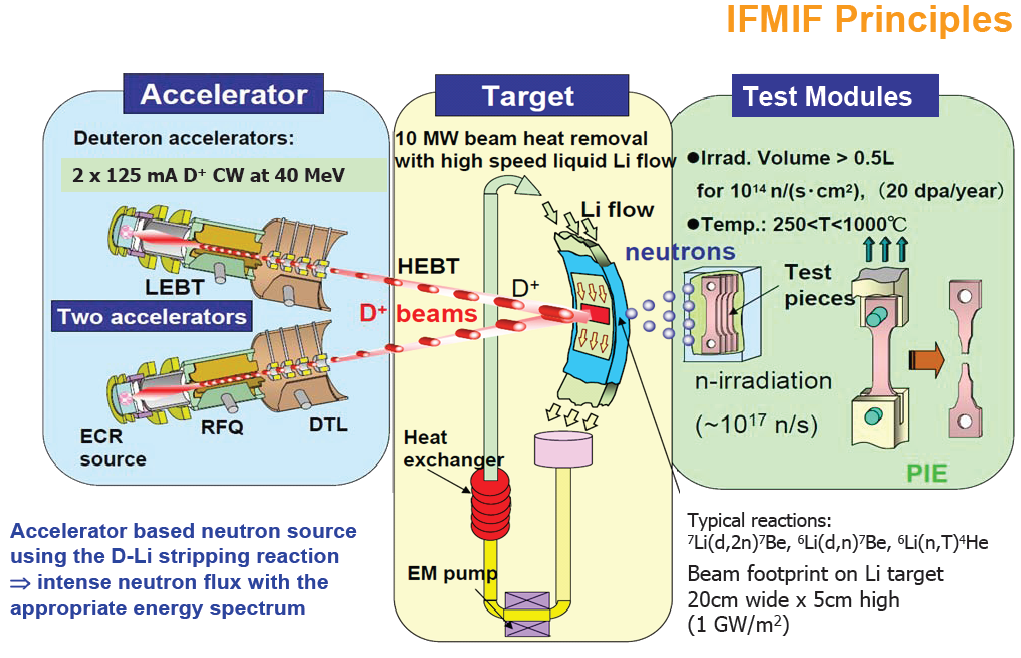 IFMIF Principles
Accelerator
Deuteron accelerators:
2 x 125 mA D⁺ CW at 40 MeV
LEBT
Two accelerators
ECR
source
RFQ
DTL
Target
10 MW beam heat removal
with high speed liquid Li flow
Li flow
HEBT
D⁺
D⁺ beams
neutrons
Heat
exchanger
EM pump
Test Modules
●Irrad. Volume > 0.5L
for 10¹⁴ n/(s·cm²), (20 dpa/year)
●Temp.: 250<T<1000℃
Test
pieces
n-irradiation
(~10¹⁷ n/s)
PIE
Accelerator based neutron source
using the D-Li stripping reaction
⇒ intense neutron flux with the
appropriate energy spectrum
Typical reactions:
⁷Li(d,2n)⁷Be, ⁶Li(d,n)⁷Be, ⁶Li(n,T)⁴He
Beam footprint on Li target
20cm wide x 5cm high
(1 GW/m²)